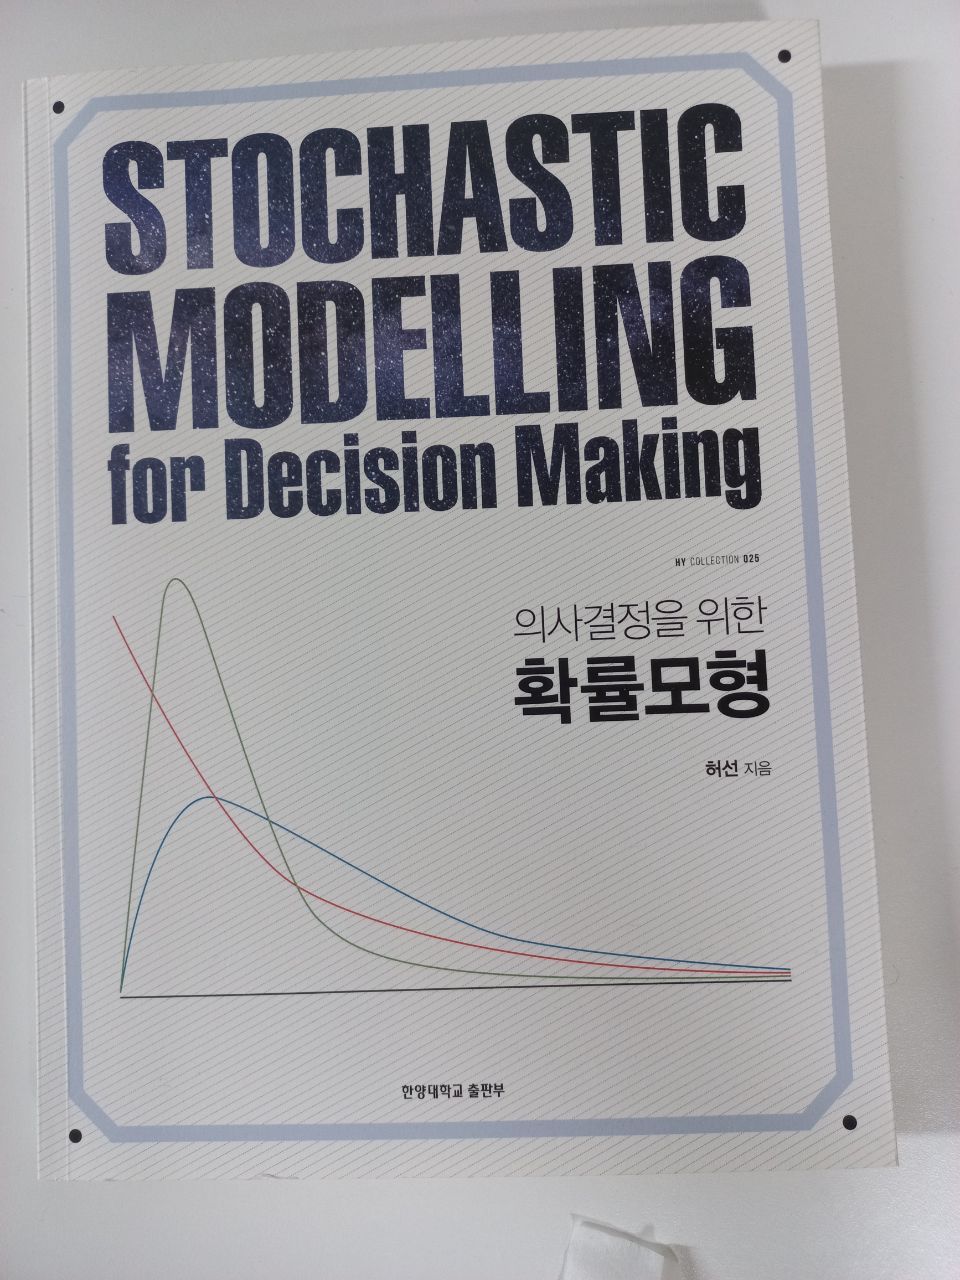 STOCHASTIC
MODELLING
for Decision Making
HY COLLECTION 025
의사결정을 위한
확률모형
허선 지음
한양대학교 출판부